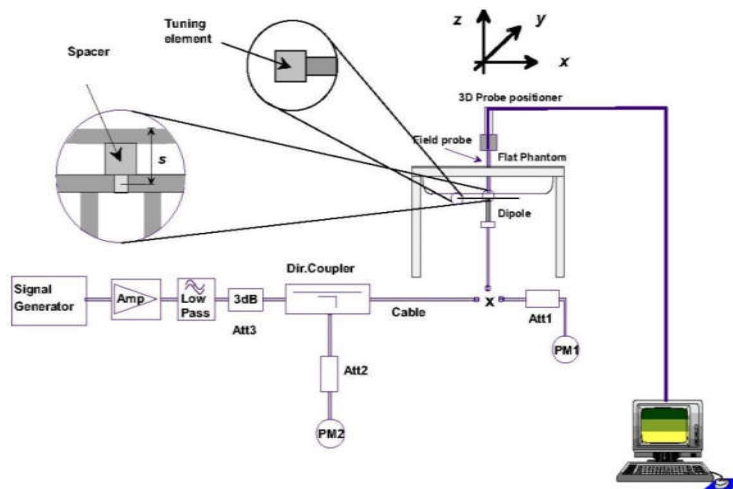 Tuning
element
Spacer
s
z
y
x
3D Probe positioner
Field probe
Flat Phantom
Dipole
Dir.Coupler
Signal
Generator
Amp
Low
Pass
3dB
Att3
Cable
x
Att1
PM1
Att2
PM2